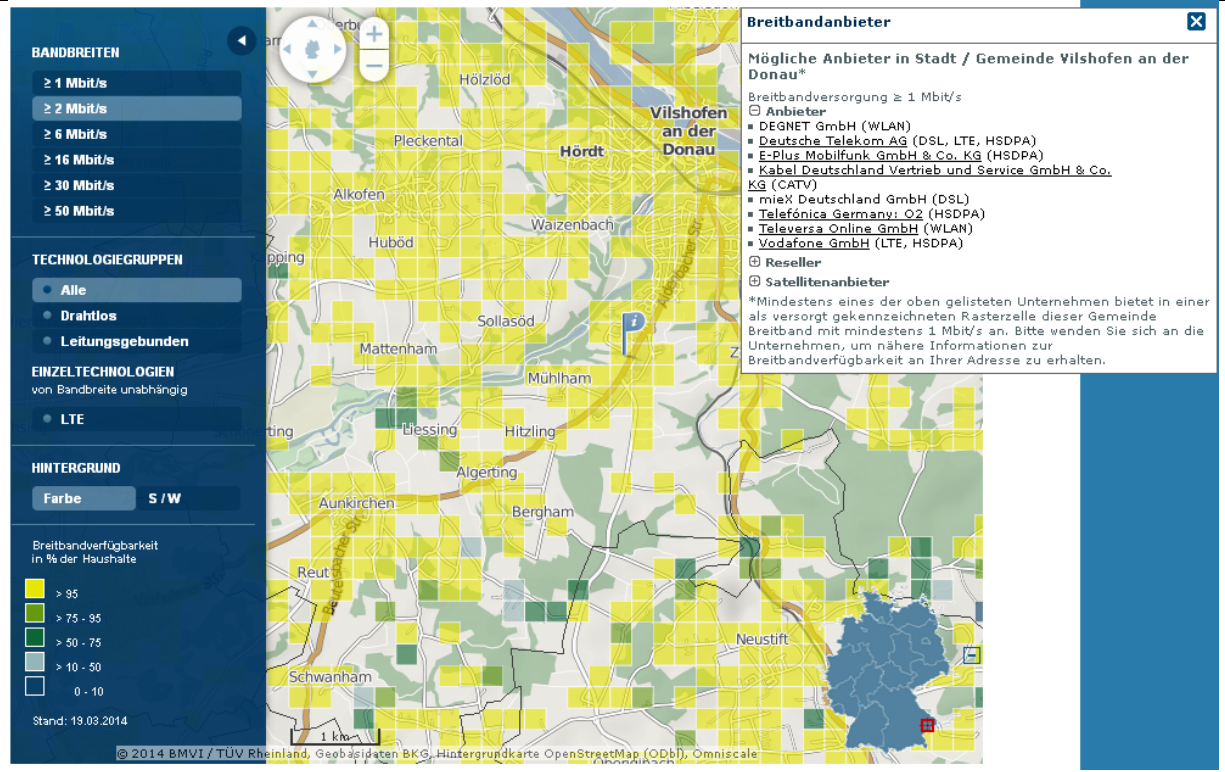 BANDBREITEN
≥ 1 Mbit/s
≥ 2 Mbit/s
≥ 6 Mbit/s
≥ 16 Mbit/s
≥ 30 Mbit/s
≥ 50 Mbit/s
TECHNOLOGIEGRUPPEN
Alle
Drahtlos
Leitungsgebunden
EINZELTECHNOLOGIEN
von Bandbreite unabhängig
LTE
HINTERGRUND
Farbe S / W
Breitbandverfügbarkeit
in % der Haushalte
> 95
> 75 - 95
> 50 - 75
> 10 - 50
0 - 10
Stand: 19.03.2014
Hölzlöd
Vilshofen
an der
Donau
Pleckental
Hördt
Alkofen
Waizenbach
Huböd
Aldenbacher Str.
Sollasöd
Mattenham
Mühlham
Liessing
Hitzling
Algerting
Aunkirchen
Bergham
Reut
Beutelsbacher Str.
Neustift
Schwanham
1 km
© 2014 BMVI / TÜV Rheinland, Geobasisdaten BKG, Hintergrundkarte OpenStreetMap (ODbl), Omniscale
Breitbandanbieter
Mögliche Anbieter in Stadt / Gemeinde Vilshofen an der
Donau*
Breitbandversorgung ≥ 1 Mbit/s
Anbieter
▪ DEGNET GmbH (WLAN)
▪ Deutsche Telekom AG (DSL, LTE, HSDPA)
▪ E-Plus Mobilfunk GmbH & Co. KG (HSDPA)
▪ Kabel Deutschland Vertrieb und Service GmbH & Co.
KG (CATV)
▪ mieX Deutschland GmbH (DSL)
▪ Telefónica Germany: O2 (HSDPA)
▪ Televersa Online GmbH (WLAN)
▪ Vodafone GmbH (LTE, HSDPA)
Reseller
Satellitenanbieter
*Mindestens eines der oben gelisteten Unternehmen bietet in einer
als versorgt gekennzeichneten Rasterzelle dieser Gemeinde
Breitband mit mindestens 1 Mbit/s an. Bitte wenden Sie sich an die
Unternehmen, um nähere Informationen zur
Breitbandverfügbarkeit an Ihrer Adresse zu erhalten.